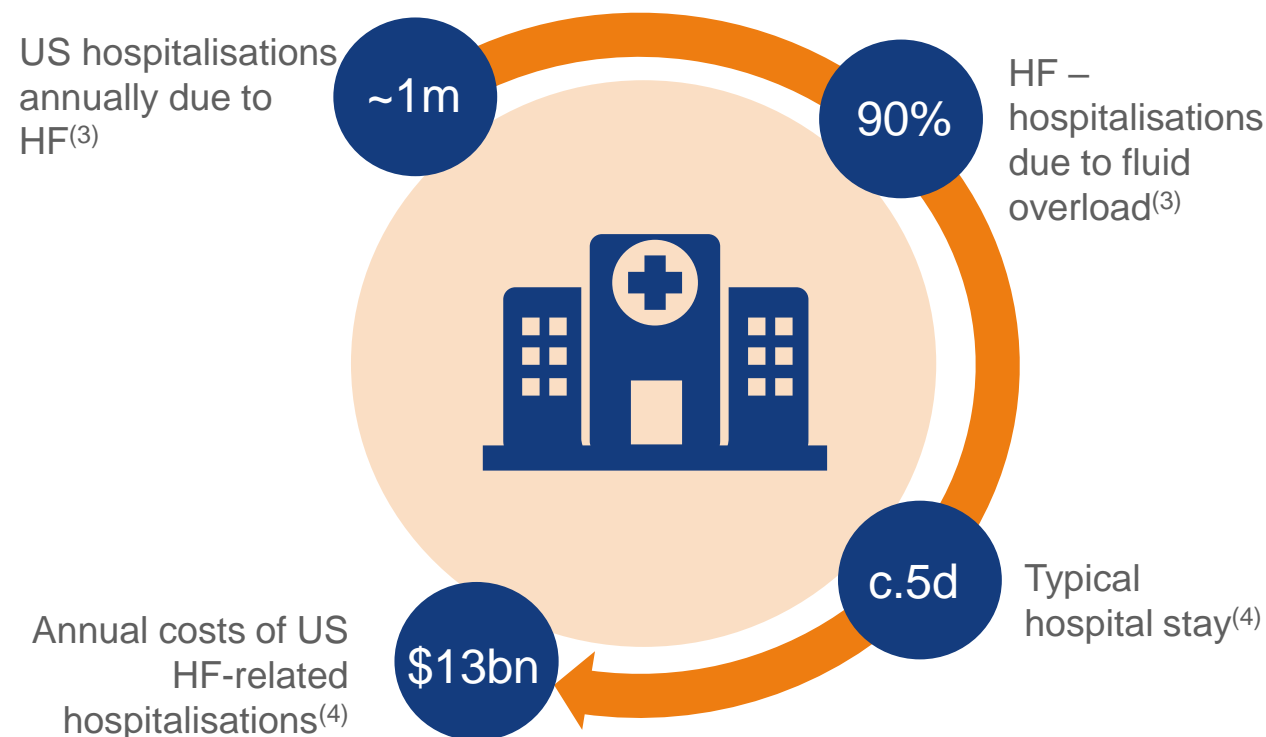 US hospitalisations
annually due to
HF(3)
~1m
90%
HF –
hospitalisations
due to fluid
overload(3)
c.5d
Typical
hospital stay(4)
$13bn
Annual costs of US
HF-related
hospitalisations(4)